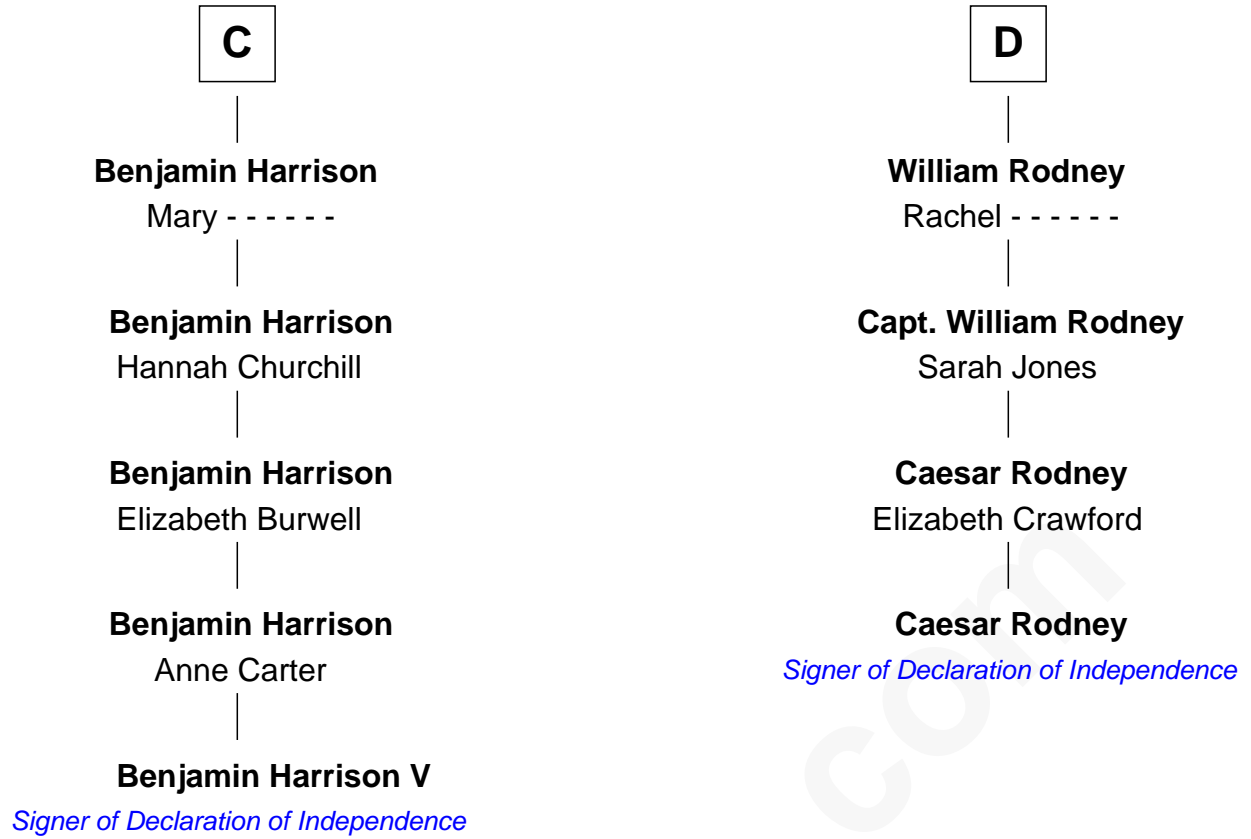 C
Benjamin Harrison
Mary - - - - - -
Benjamin Harrison
Hannah Churchill
Benjamin Harrison
Elizabeth Burwell
Benjamin Harrison
Anne Carter
Benjamin Harrison V
Signer of Declaration of Independence
D
William Rodney
Rachel - - - - - -
Capt. William Rodney
Sarah Jones
Caesar Rodney
Elizabeth Crawford
Caesar Rodney
Signer of Declaration of Independence
com